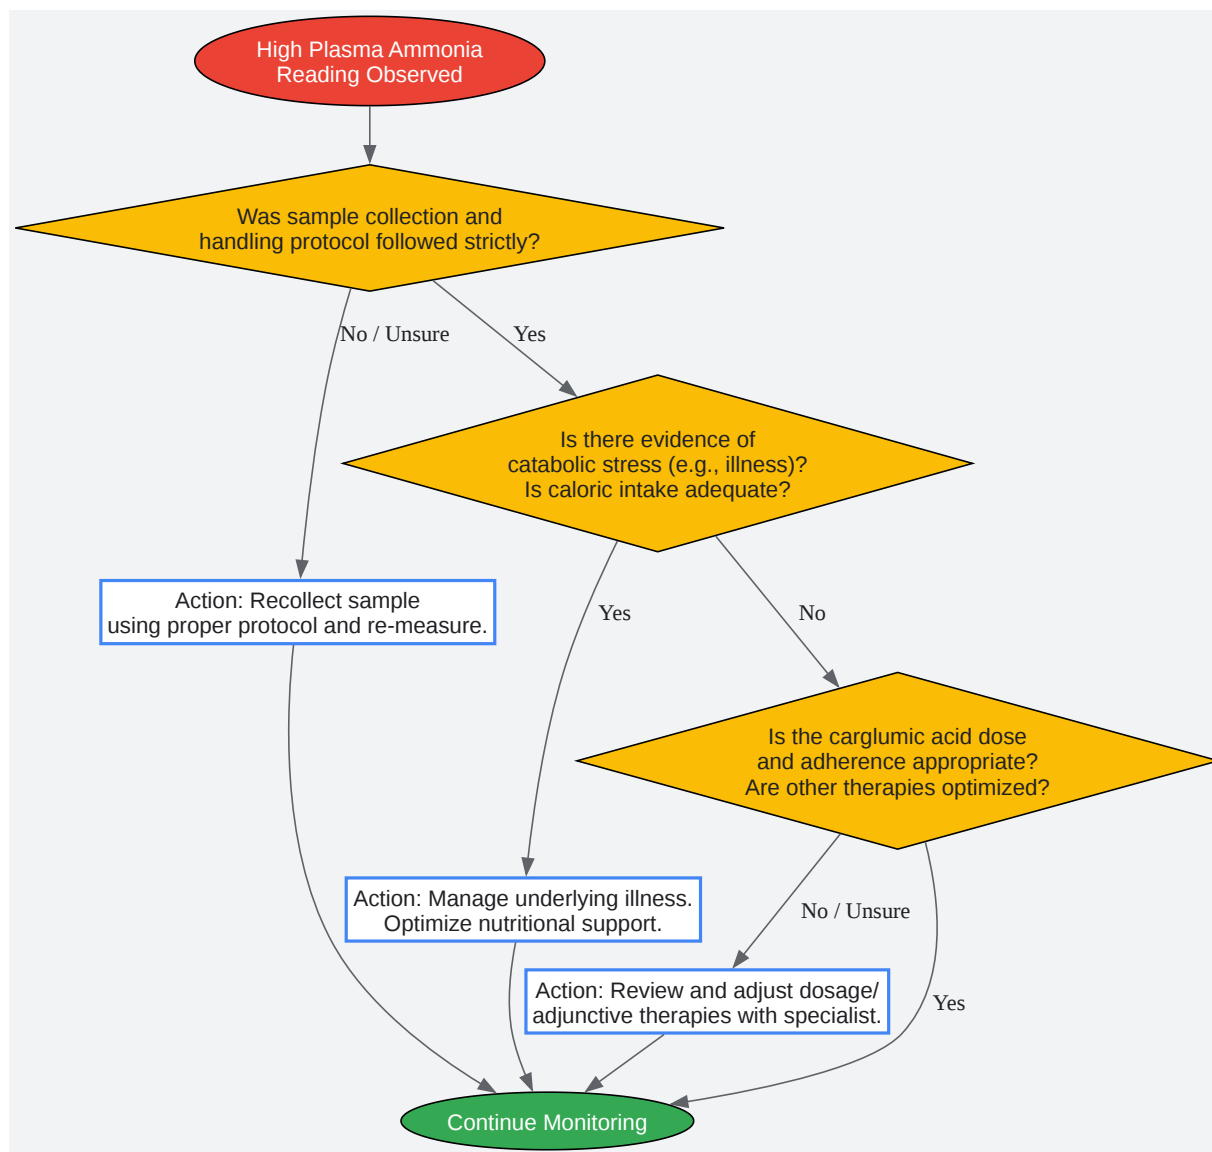 High Plasma Ammonia
Reading Observed
Was sample collection and
handling protocol followed strictly?
No / Unsure
Yes
Is there evidence of
catabolic stress (e.g., illness)?
Is caloric intake adequate?
Action: Recollect sample
using proper protocol and re-measure.
Yes
No
Is the carglumic acid dose
and adherence appropriate?
Are other therapies optimized?
Action: Manage underlying illness.
Optimize nutritional support.
No / Unsure
Action: Review and adjust dosage/
adjunctive therapies with specialist.
Yes
Continue Monitoring